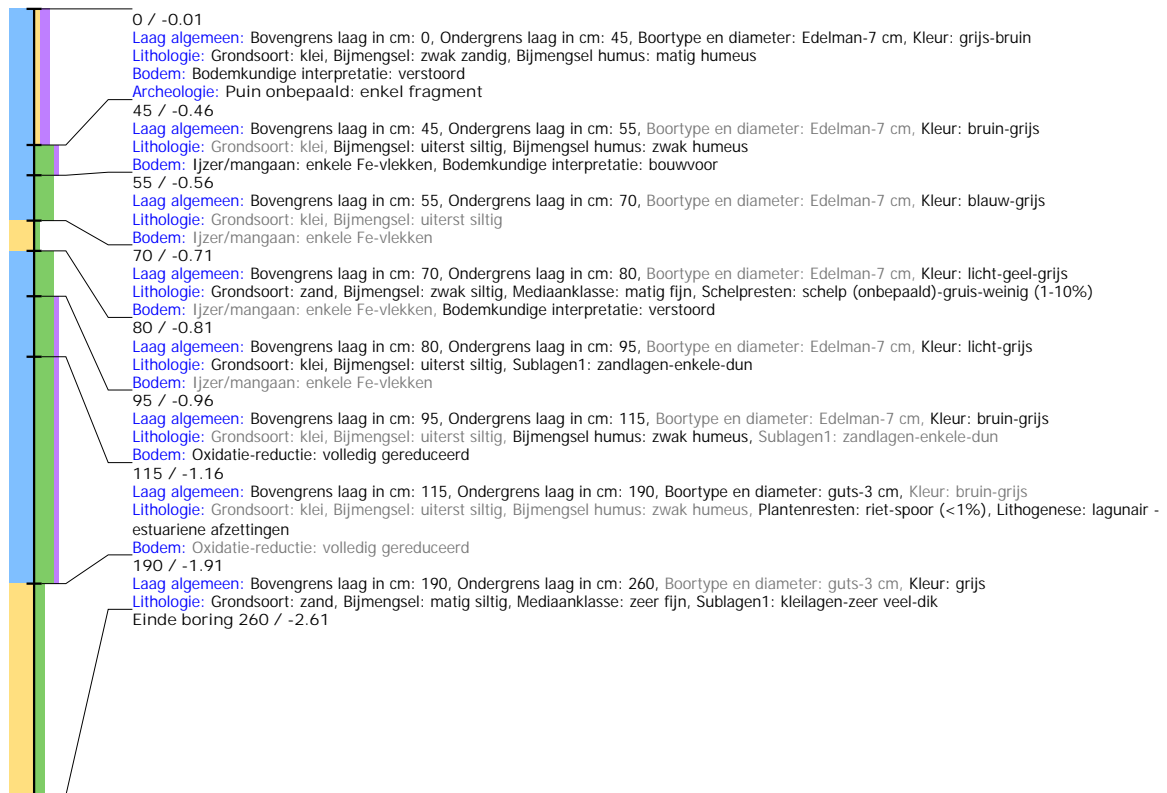 0 / -0.01
Laag algemeen: Bovengrens laag in cm: 0, Ondergrens laag in cm: 45, Boortype en diameter: Edelman-7 cm, Kleur: grijs-bruin
Lithologie: Grondsoort: klei, Bijmengsel: zwak zandig, Bijmengsel humus: matig humeus
Bodem: Bodemkundige interpretatie: verstoord
Archeologie: Puin onbepaald: enkel fragment
45 / -0.46
Laag algemeen: Bovengrens laag in cm: 45, Ondergrens laag in cm: 55, Boortype en diameter: Edelman-7 cm, Kleur: bruin-grijs
Lithologie: Grondsoort: klei, Bijmengsel: uiterst siltig, Bijmengsel humus: zwak humeus
Bodem: Ijzer/mangaan: enkele Fe-vlekken, Bodemkundige interpretatie: bouwvoor
55 / -0.56
Laag algemeen: Bovengrens laag in cm: 55, Ondergrens laag in cm: 70, Boortype en diameter: Edelman-7 cm, Kleur: blauw-grijs
Lithologie: Grondsoort: klei, Bijmengsel: uiterst siltig
Bodem: Ijzer/mangaan: enkele Fe-vlekken
70 / -0.71
Laag algemeen: Bovengrens laag in cm: 70, Ondergrens laag in cm: 80, Boortype en diameter: Edelman-7 cm, Kleur: licht-geel-grijs
Lithologie: Grondsoort: zand, Bijmengsel: zwak siltig, Mediaanklasse: matig fijn, Schelpresten: schelp (onbepaald)-gruis-weinig (1-10%)
Bodem: Ijzer/mangaan: enkele Fe-vlekken, Bodemkundige interpretatie: verstoord
80 / -0.81
Laag algemeen: Bovengrens laag in cm: 80, Ondergrens laag in cm: 95, Boortype en diameter: Edelman-7 cm, Kleur: licht-grijs
Lithologie: Grondsoort: klei, Bijmengsel: uiterst siltig, Sublagen1: zandlagen-enkele-dun
Bodem: Ijzer/mangaan: enkele Fe-vlekken
95 / -0.96
Laag algemeen: Bovengrens laag in cm: 95, Ondergrens laag in cm: 115, Boortype en diameter: Edelman-7 cm, Kleur: bruin-grijs
Lithologie: Grondsoort: klei, Bijmengsel: uiterst siltig, Bijmengsel humus: zwak humeus, Sublagen1: zandlagen-enkele-dun
Bodem: Oxidatie-reductie: volledig gereduceerd
115 / -1.16
Laag algemeen: Bovengrens laag in cm: 115, Ondergrens laag in cm: 190, Boortype en diameter: guts-3 cm, Kleur: bruin-grijs
Lithologie: Grondsoort: klei, Bijmengsel: uiterst siltig, Bijmengsel humus: zwak humeus, Plantenresten: riet-spoor (<1%), Lithogenese: lagunair -
estuariene afzettingen
Bodem: Oxidatie-reductie: volledig gereduceerd
190 / -1.91
Laag algemeen: Bovengrens laag in cm: 190, Ondergrens laag in cm: 260, Boortype en diameter: guts-3 cm, Kleur: grijs
Lithologie: Grondsoort: zand, Bijmengsel: matig siltig, Mediaanklasse: zeer fijn, Sublagen1: kleilagen-zeer veel-dik
Einde boring 260 / -2.61